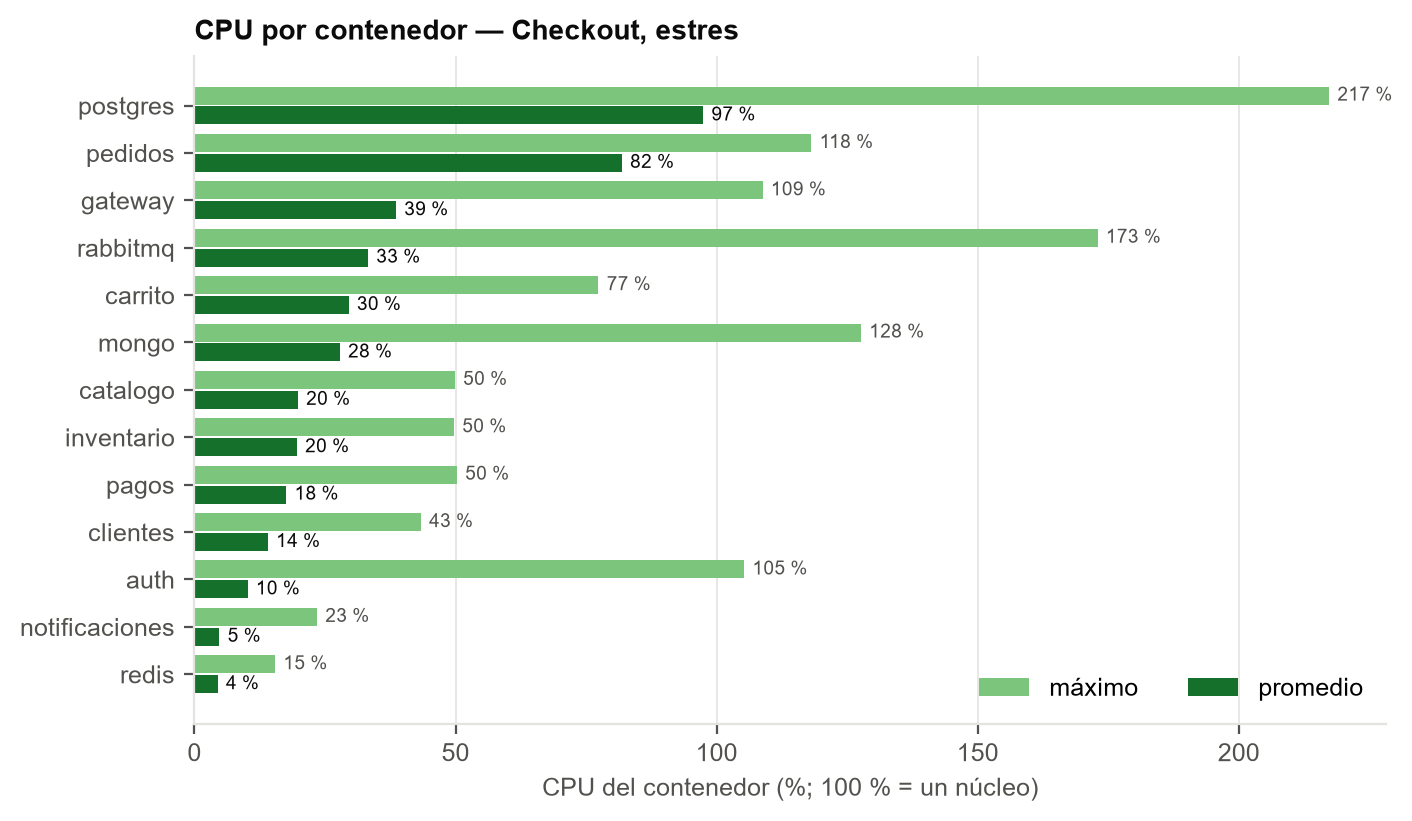 CPU por contenedor — Checkout, estres
postgres
217 %
97 %
pedidos
118 %
82 %
gateway
109 %
39 %
rabbitmq
173 %
33 %
carrito
77 %
30 %
mongo
128 %
28 %
catalogo
50 %
20 %
inventario
50 %
20 %
pagos
50 %
18 %
clientes
43 %
14 %
auth
105 %
10 %
notificaciones
23 %
5 %
redis
15 %
4 %
máximo
promedio
0
50
100
150
200
CPU del contenedor (%; 100 % = un núcleo)